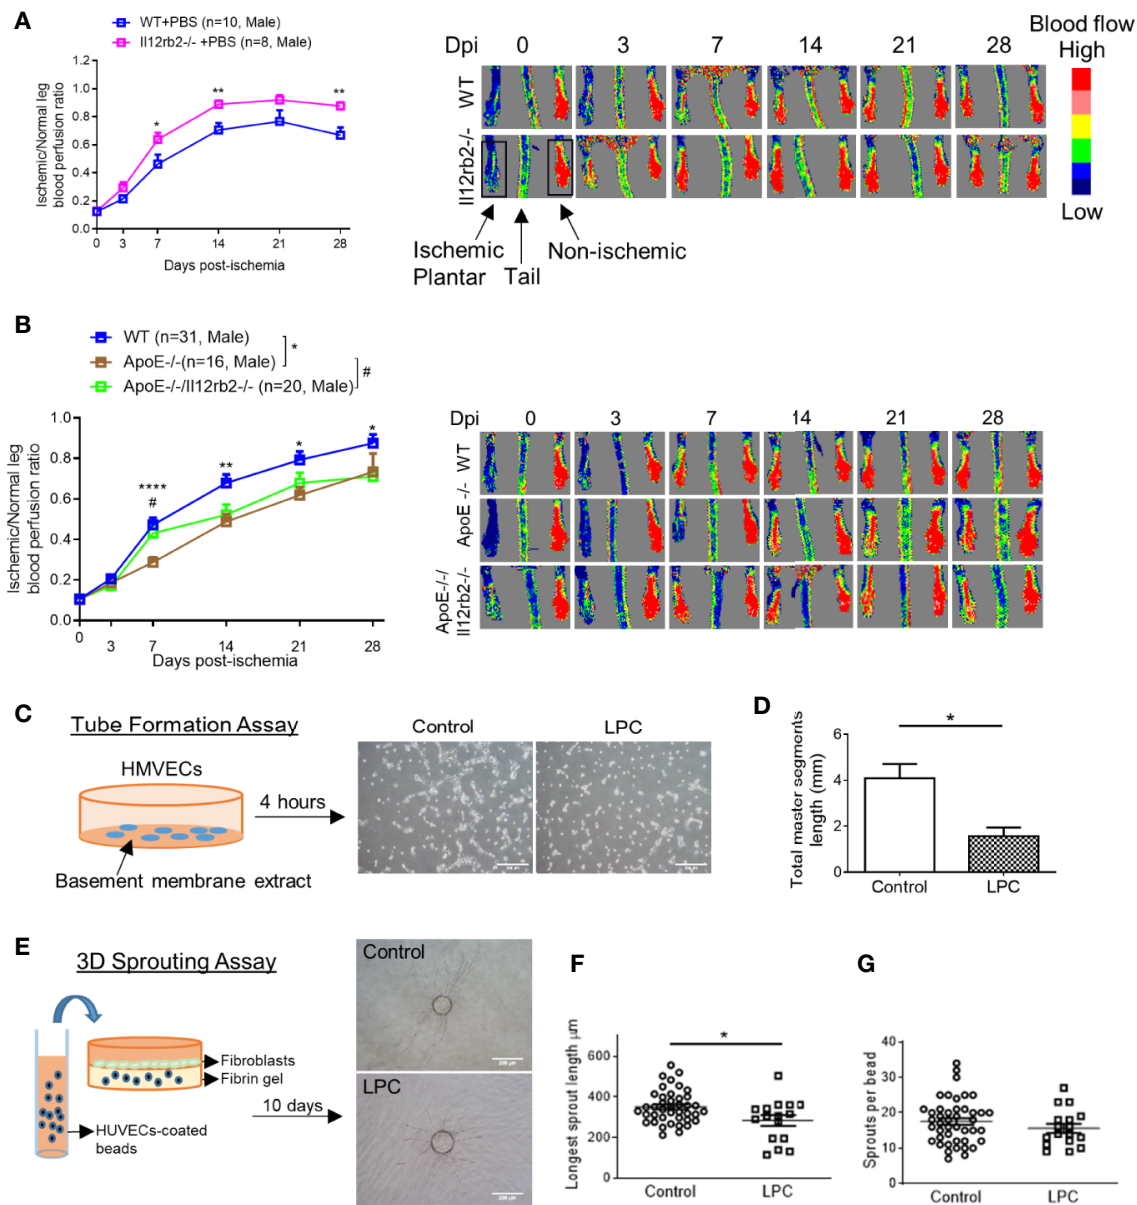 A
WT+PBS (n=10, Male)
Il12rb2-/- +PBS (n=8, Male)
Ischemic/Normal leg
blood perfusion ratio
1.2
1.0
0.8
0.6
0.4
0.2
0.0
*
**
**
0 3 7 14 21 28
Days post-ischemia
Dpi 0 3 7 14 21 28
WT
Il12rb2-/-
Blood flow
High
Low
Ischemic
Plantar
Tail
Non-ischemic
B
WT (n=31, Male)
ApoE-/-(n=16, Male)
ApoE-/-/Il12rb2-/- (n=20, Male)
*
#
Ischemic/Normal leg
blood perfusion ratio
1.0
0.8
0.6
0.4
0.2
0.0
****
#
**
*
*
0 3 7 14 21 28
Days post-ischemia
Dpi 0 3 7 14 21 28
WT
ApoE -/-
ApoE-/-/
Il12rb2-/-
C
Tube Formation Assay
HMVECs
4 hours
Basement membrane extract
Control
LPC
D
*
Total master segments
length (mm)
6
4
2
0
Control
LPC
E
3D Sprouting Assay
Fibroblasts
Fibrin gel
HUVECs-coated
beads
10 days
Control
200 μm
LPC
200 μm
F
*
Longest sprout length μm
600
400
200
0
Control
LPC
G
Sprouts per bead
40
30
20
10
0
Control
LPC